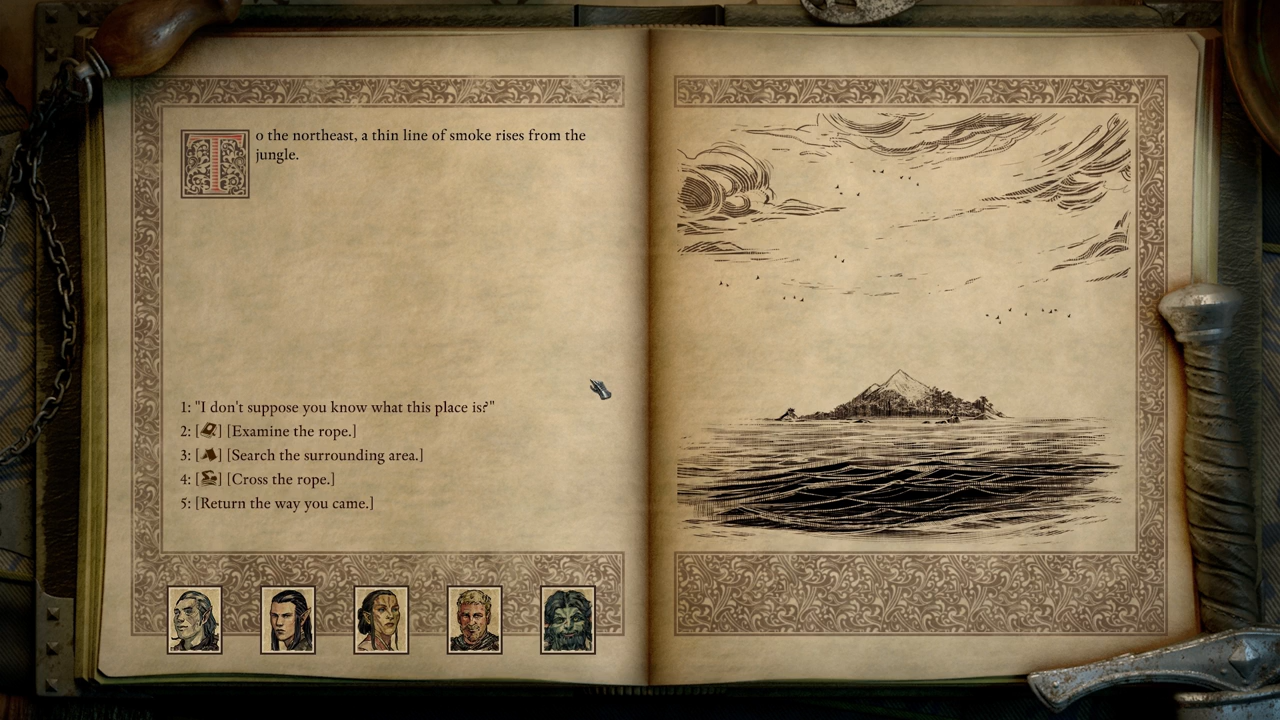 To the northeast, a thin line of smoke rises from the
jungle.
1: "I don't suppose you know what this place is?"
2: [] [Examine the rope.]
3: [] [Search the surrounding area.]
4: [] [Cross the rope.]
5: [Return the way you came.]